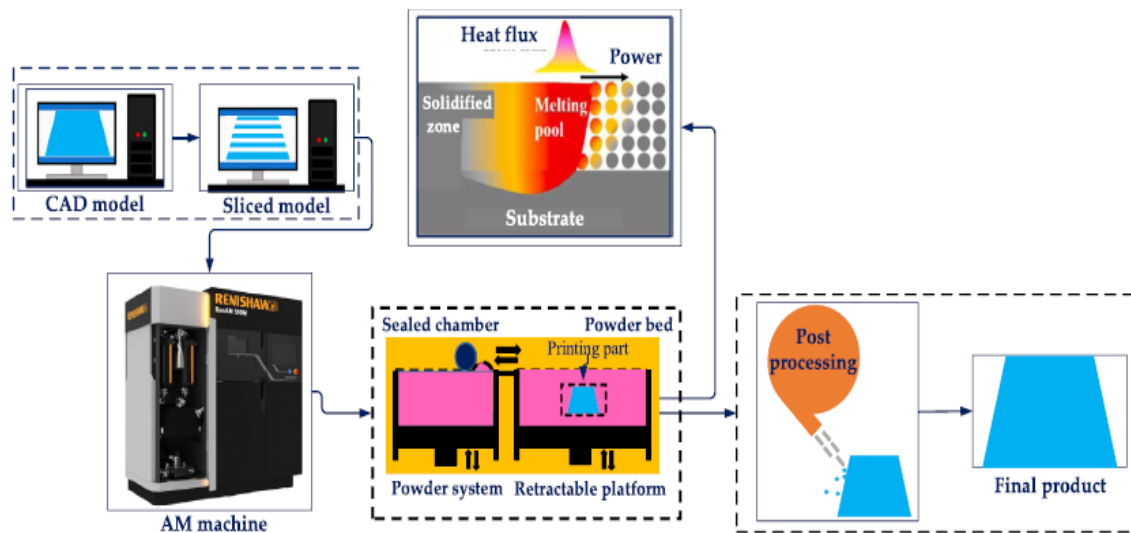 CAD model
Sliced model
Heat flux
Power
Solidified
zone
Melting
pool
Substrate
RENISHAW
RENISHAW
AM machine
Sealed chamber
Powder bed
Printing part
Powder system
Retractable platform
Post
processing
Final product